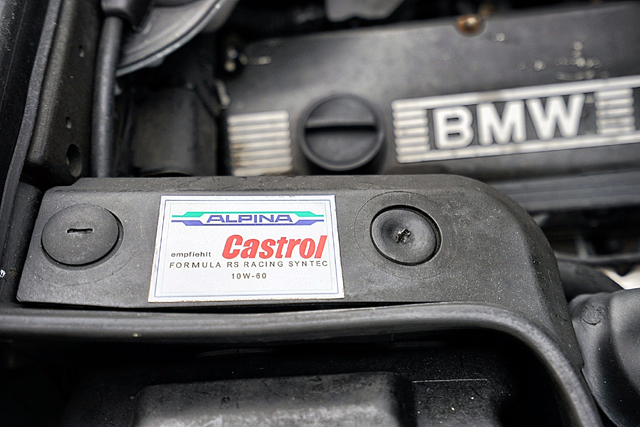 BMW
ALPINA
empfiehlt Castrol
FORMULA RS RACING SYNTEC
10W-60